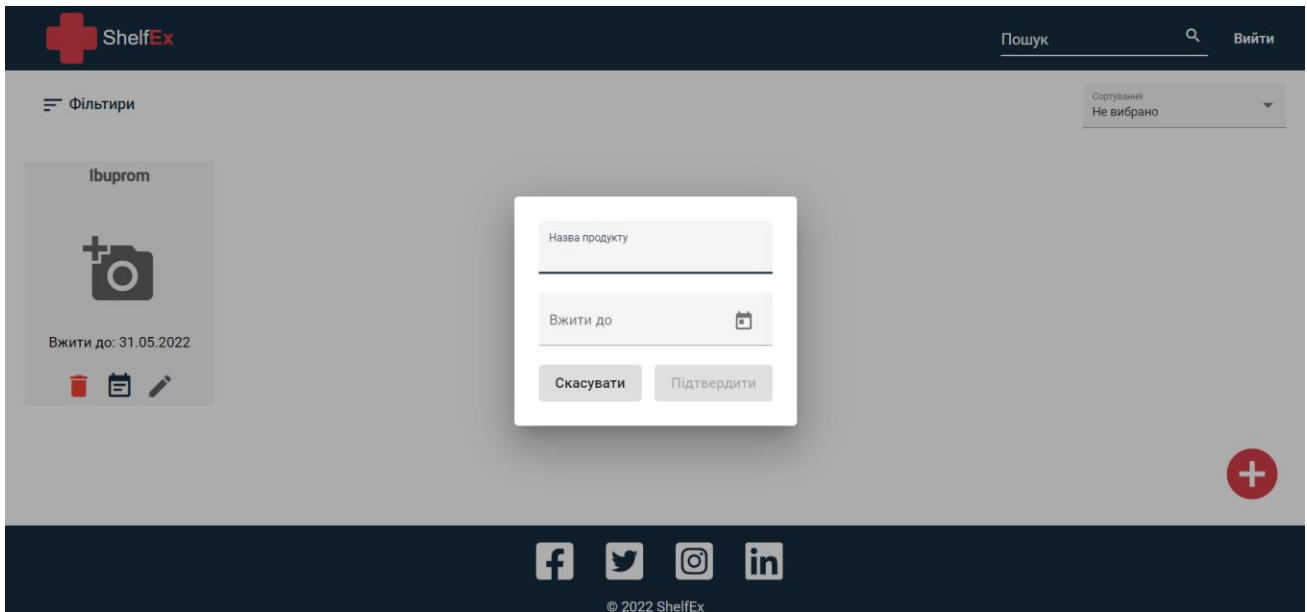 ShelfEx
Пошук
Вийти
Фільтири
Сортування
Не вибрано
Ibuprom
Вжити до: 31.05.2022
Назва продукту
Вжити до
Скасувати
Підтвердити
© 2022 ShelfEx